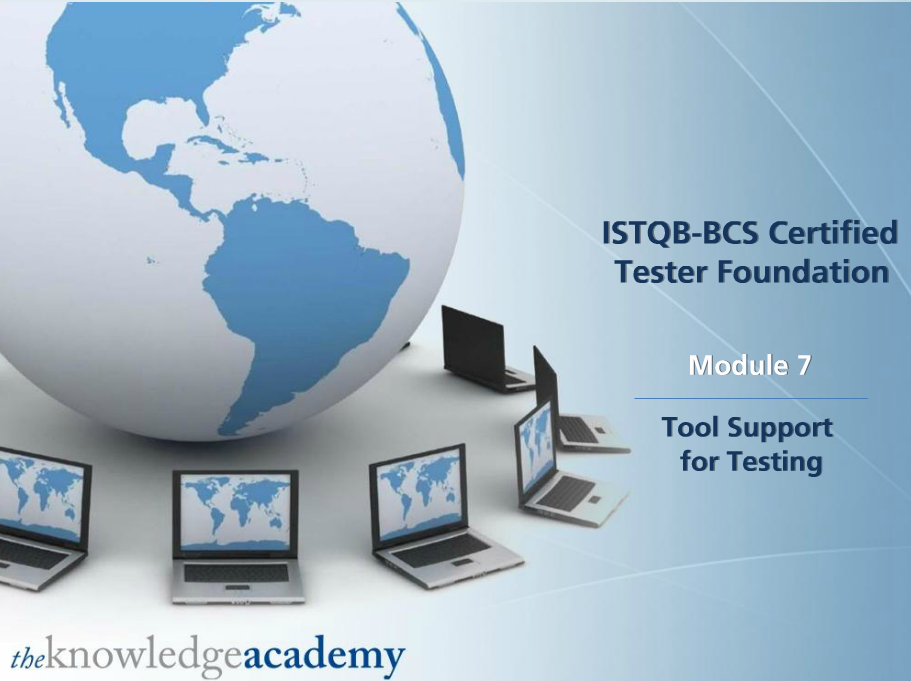 ISTQB-BCS Certified
Tester Foundation
Module 7
Tool Support
for Testing
theknowledgeacademy